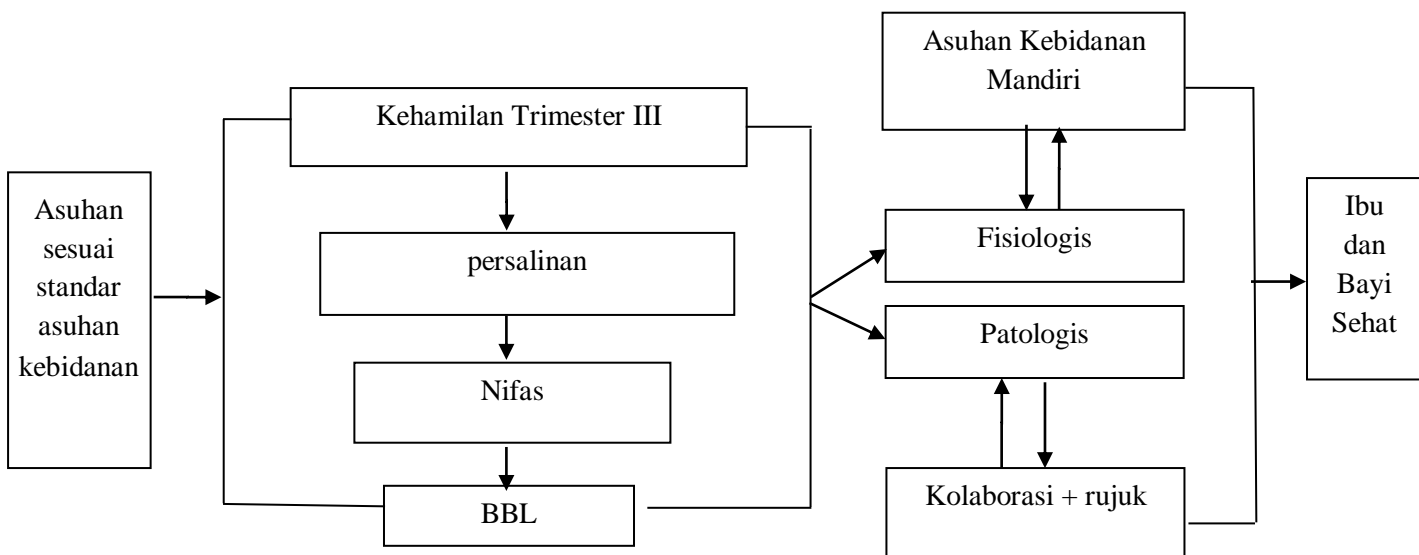 Asuhan
sesuai
standar
asuhan
kebidanan
Kehamilan Trimester III
persalinan
Nifas
BBL
Asuhan Kebidanan
Mandiri
Fisiologis
Patologis
Kolaborasi + rujuk
Ibu
dan
Bayi
Sehat